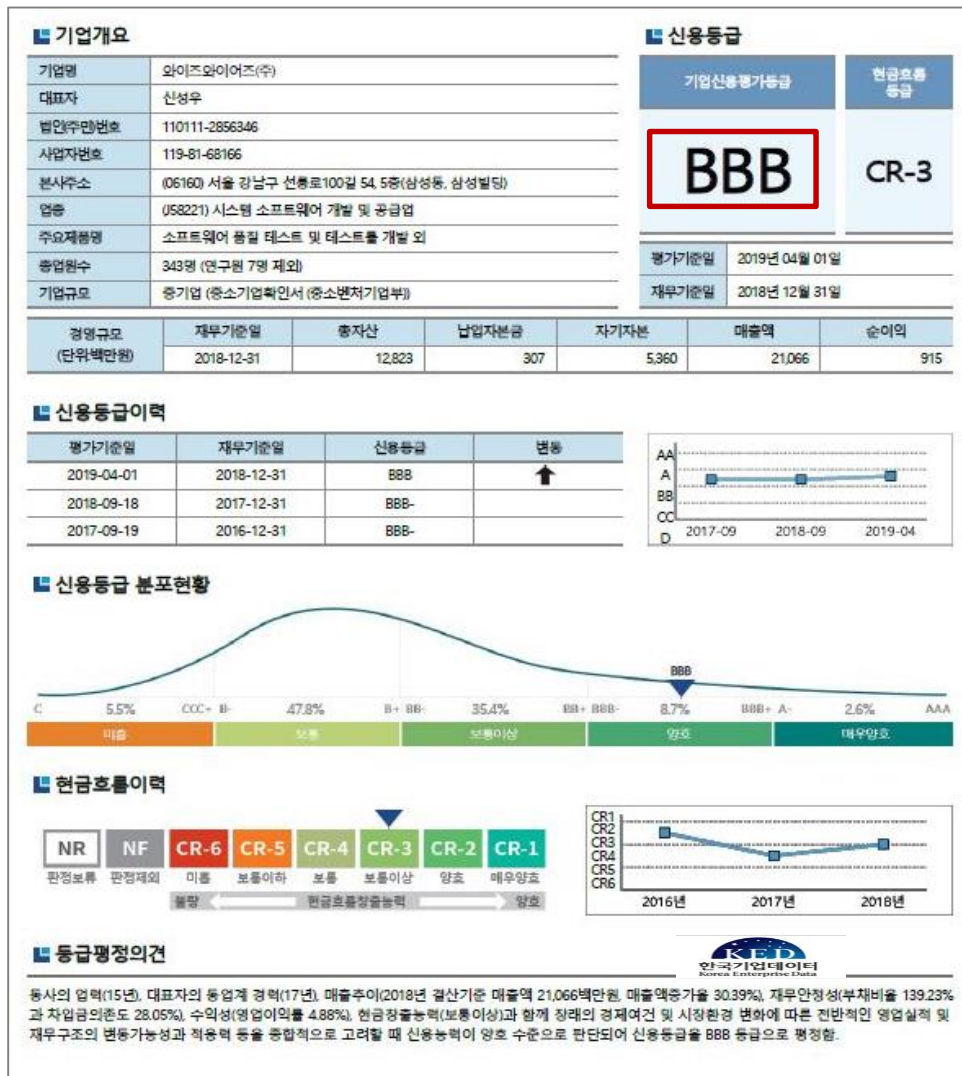 기업개요
기업명 와이즈와이어즈(주)
대표자 신성우
법인(주민)번호 110111-2856346
사업자번호 119-81-68166
본사주소 (06160) 서울 강남구 선릉로100길 54, 5층(삼성동, 삼성빌딩)
업종 (J58221) 시스템 소프트웨어 개발 및 공급업
주요제품명 소프트웨어 품질 테스트 및 테스트툴 개발 외
종업원수 343명 (연구원 7명 제외)
기업규모 중기업 (중소기업확인서 (중소벤처기업부))
신용등급
기업신용평가등급 현금흐름 등급
BBB CR-3
평가기준일 2019년 04월 01일
재무기준일 2018년 12월 31일
경영규모 (단위:백만원) 재무기준일 총자산 납입자본금 자기자본 매출액 순이익
2018-12-31 12,823 307 5,360 21,066 915
신용등급이력
평가기준일 재무기준일 신용등급 변동
2019-04-01 2018-12-31 BBB
2018-09-18 2017-12-31 BBB-
2017-09-19 2016-12-31 BBB-
AA
A
BB
CC
D
2017-09 2018-09 2019-04
신용등급 분포현황
BBB
C 5.5% CCC+ B- 47.8% B+ BB- 35.4% BB+ BBB- 8.7% BBB+ A- 2.6% AAA
미흡 보통 보통이상 양호 매우양호
현금흐름이력
NR NF CR-6 CR-5 CR-4 CR-3 CR-2 CR-1
판정보류 판정제외 미흡 보통이하 보통 보통이상 양호 매우양호
불량 현금흐름창출능력 양호
CR1
CR2
CR3
CR4
CR5
CR6
2016년 2017년 2018년
등급평정의견
KED
한국기업데이터
Korea Enterprise Data
동사의 업력(15년), 대표자의 동업계 경력(17년), 매출추이(2018년 결산기준 매출액 21,066백만원, 매출액증가율 30.39%), 재무안정성(부채비율 139.23%
과 차입금의존도 28.05%), 수익성(영업이익률 4.88%), 현금창출능력(보통이상)과 함께 장래의 경제여건 및 시장환경 변화에 따른 전반적인 영업실적 및
재무구조의 변동가능성과 적응력 등을 종합적으로 고려할 때 신용능력이 양호 수준으로 판단되어 신용등급을 BBB 등급으로 평정함.